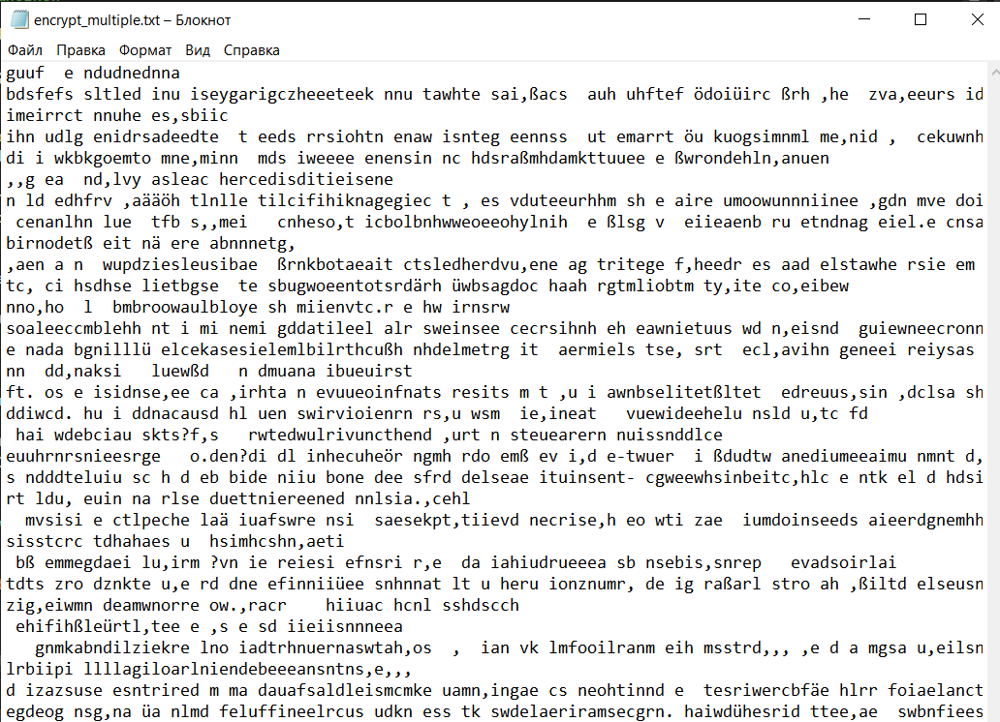 encrypt_multiple.txt – Блокнот
Файл Правка Формат Вид Справка
guuf  e ndudnednna
bdsfefs sltled inu iseygarigczheeeteek nnu tawhte sai,ßacs  auh uhftef ödoiüirc ßrh ,he  zva,eeurs id
imeirrct nnuhe es,sbiic
ihn udlg enidrsadeedte  t eeds rrsiohtn enaw isnteg eennss  ut emarrt öu kuogsimnml me,nid ,  cekuwnh
di i wkbkgoemto mne,minn  mds iweeee enensin nc hdsraßmhdamkttuuee e ßwrondehln,anuen
,,g ea  nd,lvy asleac hercedisditieisene
n ld edhfrv ,aääöh tlnlle tilcifihiknagegiec t , es vduteeurhhm sh e aire umoowunnniinee ,gdn mve doi
 cenanlhn lue  tfb s,,mei   cnheso,t icbolbnhwweoeeohylnih  e ßlsg v  eiieaenb ru etndnag eiel.e cnsa
birnodetß eit nä ere abnnnetg,
,aen a n  wupdziesleusibae  ßrnkbotaeait ctsledherdvu,ene ag tritege f,heedr es aad elstawhe rsie em
tc, ci hsdhse lietbgse  te sbugwoeentotsrdärh üwbsagdoc haah rgtmliobtm ty,ite co,eibew
nno,ho  l  bmbroowaulbloye sh miienvtc.r e hw irnsrw
soaleeccmblehh nt i mi nemi gddatileel alr sweinsee cecrsihnh eh eawnietuus wd n,eisnd  guiewneecronn
e nada bgnilllü elcekasesielemlbilrthcußh nhdelmetrg it  aermiels tse, srt  ecl,avihn geneei reiysas
nn  dd,naksi   luewßd  n dmuana ibueuirst
ft. os e isidnse,ee ca ,irhta n evuueoinfnats resits m t ,u i awnbselitetßltet  edreuus,sin ,dclsa sh
ddiwcd. hu i ddnacausd hl uen swirvioienrn rs,u wsm  ie,ineat   vuewideehelu nsld u,tc fd
 hai wdebciau skts?f,s   rwtedwulrivuncthend ,urt n steuearern nuissnddlce
euuhrnrsnieesrge   o.den?di dl inhecuheör ngmh rdo emß ev i,d e-twuer  i ßdudtw anediumeeaimu nmnt d,
s ndddteluiu sc h d eb bide niiu bone dee sfrd delseae ituinsent- cgweewhsinbeitc,hlc e ntk el d hdsi
rt ldu, euin na rlse duettniereened nnlsia.,cehl
  mvsisi e ctlpeche laä iuafswre nsi  saesekpt,tiievd necrise,h eo wti zae  iumdoinseeds aieerdgnemhh
sisstcrc tdhahaes u  hsimhcshn,aeti
 bß emmegdaei lu,irm ?vn ie reiesi efnsri r,e  da iahiudrueeea sb nsebis,snrep   evadsoirlai
tdts zro dznkte u,e rd dne efinniiüee snhnnat lt u heru ionznumr, de ig raßarl stro ah ,ßiltd elseusn
zig,eiwmn deamwnorre ow.,racr    hiiuac hcnl sshdscch
 ehifihßleürtl,tee e ,s e sd iieiisnnneea
   gnmkabndilziekre lno iadtrhnuernaswtah,os  ,  ian vk lmfooilranm eih msstrd,,, ,e d a mgsa u,eilsn
lrbiipi llllagiloarlniendebeeeansntns,e,,,
d izazsuse esntrired m ma dauafsaldleismcmke uamn,ingae cs neohtinnd e  tesriwercbfäe hlrr foiaelanct
egdeog nsg,na üa nlmd feluffineelrcus udkn ess tk swdelaeriramsecgrn. haiwdühesrid ttee,ae  swbnfiees